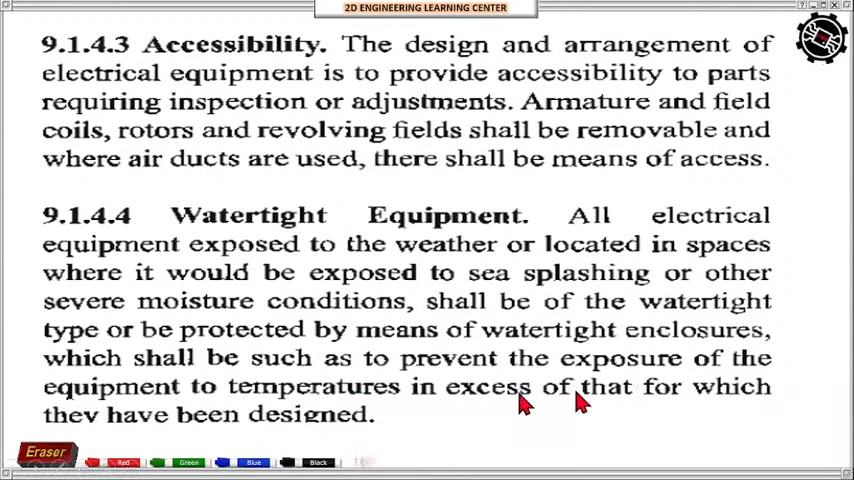 2D ENGINEERING LEARNING CENTER
9.1.4.3 Accessibility. The design and arrangement of
electrical equipment is to provide accessibility to parts
requiring inspection or adjustments. Armature and field
coils, rotors and revolving fields shall be removable and
where air ducts are used, there shall be means of access.
9.1.4.4 Watertight Equipment. All electrical
equipment exposed to the weather or located in spaces
where it would be exposed to sea splashing or other
severe moisture conditions, shall be of the watertight
type or be protected by means of watertight enclosures,
which shall be such as to prevent the exposure of the
equipment to temperatures in excess of that for which
they have been designed.
Eraser Red Green Blue Black